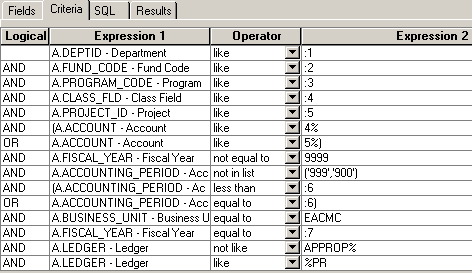 Fields Criteria SQL Results
Logical Expression 1 Operator Expression 2
A.DEPTID - Department like :1
AND A.FUND_CODE - Fund Code like :2
AND A.PROGRAM_CODE - Program like :3
AND A.CLASS_FLD - Class Field like :4
AND A.PROJECT_ID - Project like :5
AND (A.ACCOUNT - Account like 4%
OR A.ACCOUNT - Account like 5%)
AND A.FISCAL_YEAR - Fiscal Year not equal to 9999
AND A.ACCOUNTING_PERIOD - Acc not in list ('999','900')
AND (A.ACCOUNTING_PERIOD - Ac less than :6
OR A.ACCOUNTING_PERIOD - Acc equal to :6)
AND A.BUSINESS_UNIT - Business U equal to EACMC
AND A.FISCAL_YEAR - Fiscal Year equal to :7
AND A.LEDGER - Ledger not like APPROP%
AND A.LEDGER - Ledger like %PR